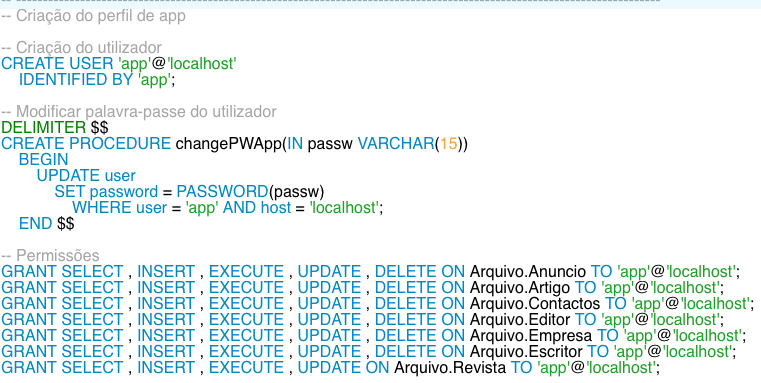 -- ------------------------------------------------------------------------------------------------------------------------
-- Criação do perfil de app
-- Criação do utilizador
CREATE USER 'app'@'localhost'
IDENTIFIED BY 'app';
-- Modificar palavra-passe do utilizador
DELIMITER $$
CREATE PROCEDURE changePWApp(IN passw VARCHAR(15))
BEGIN
UPDATE user
SET password = PASSWORD(passw)
WHERE user = 'app' AND host = 'localhost';
END $$
-- Permissões
GRANT SELECT , INSERT , EXECUTE , UPDATE , DELETE ON Arquivo.Anuncio TO 'app'@'localhost';
GRANT SELECT , INSERT , EXECUTE , UPDATE , DELETE ON Arquivo.Artigo TO 'app'@'localhost';
GRANT SELECT , INSERT , EXECUTE , UPDATE , DELETE ON Arquivo.Contactos TO 'app'@'localhost';
GRANT SELECT , INSERT , EXECUTE , UPDATE , DELETE ON Arquivo.Editor TO 'app'@'localhost';
GRANT SELECT , INSERT , EXECUTE , UPDATE , DELETE ON Arquivo.Empresa TO 'app'@'localhost';
GRANT SELECT , INSERT , EXECUTE , UPDATE , DELETE ON Arquivo.Escritor TO 'app'@'localhost';
GRANT SELECT , INSERT , EXECUTE , UPDATE ON Arquivo.Revista TO 'app'@'localhost';